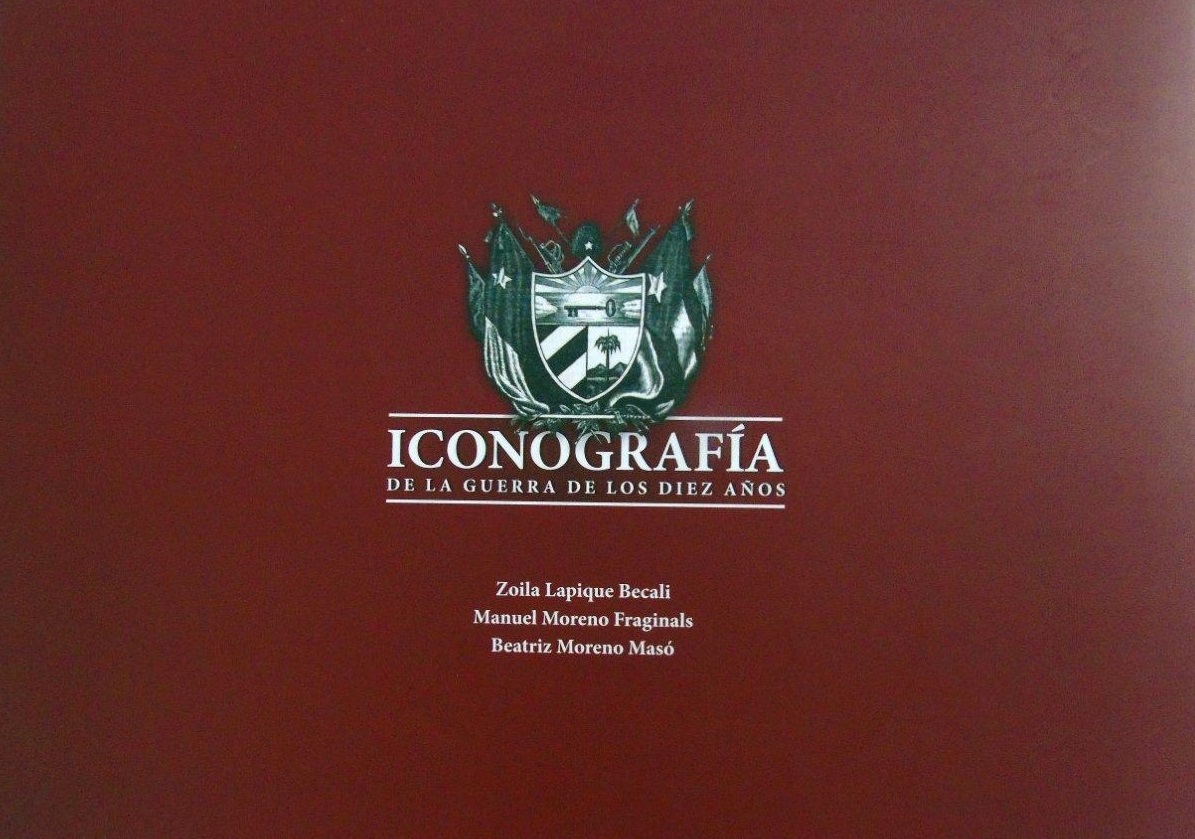 ICONOGRAFÍA
DE LA GUERRA DE LOS DIEZ AÑOS
Zoila Lapique Becali
Manuel Moreno Fraginals
Beatriz Moreno Masó